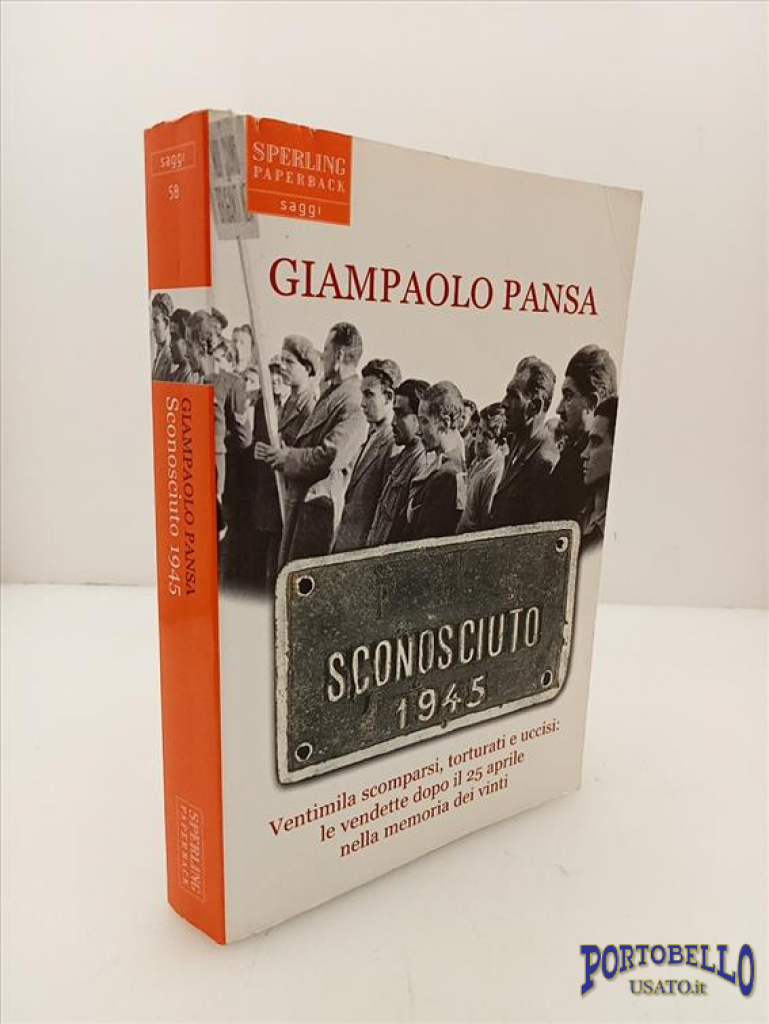 saggi
58
GIAMPAOLO PANSA
Sconosciuto 1945
SPERLING
PAPERBACK
SPERLING
PAPERBACK
saggi
GIAMPAOLO PANSA
SCONOSCIUTO
1945
Ventimila scomparsi, torturati e uccisi:
le vendette dopo il 25 aprile
nella memoria dei vinti
PORTOBELLO
USATO.it